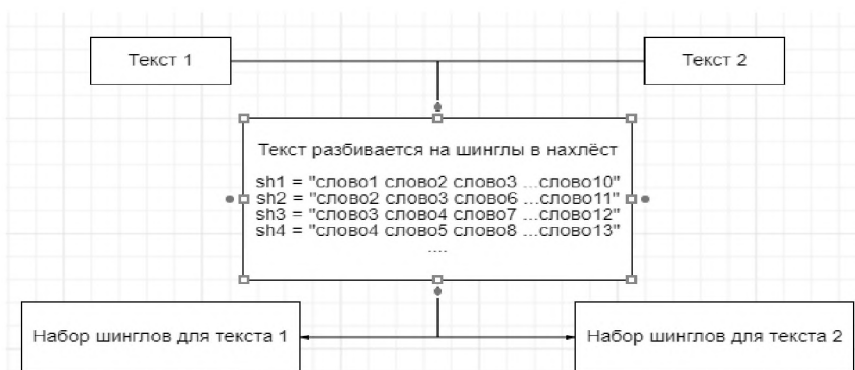 Текст 1
Текст 2
Текст разбивается на шинглы в нахлёст
sh1 = "слово1 слово2 слово3 ...слово10"
sh2 = "слово2 слово3 слово6 ...слово11"
sh3 = "слово3 слово4 слово7 ...слово12"
sh4 = "слово4 слово5 слово8 ...слово13"
....
Набор шинглов для текста 1
Набор шинглов для текста 2